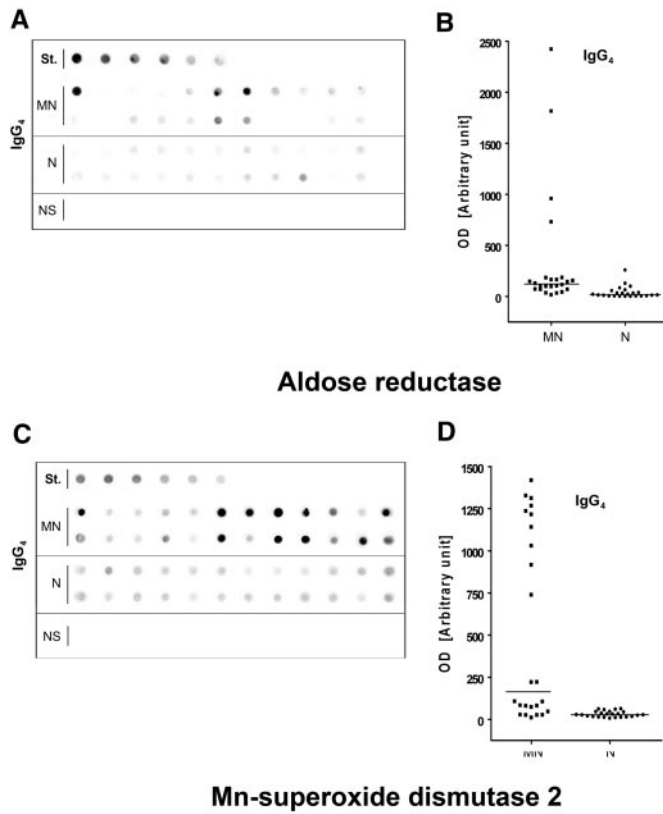 A
St.
MN
N
NS
IgG₄
B
IgG₄
2500
2000
1500
1000
500
0
OD [Arbitrary unit]
MN N
Aldose reductase
C
St.
MN
N
NS
IgG₄
D
IgG₄
1500
1250
1000
750
500
250
0
OD [Arbitrary unit]
MN N
Mn-superoxide dismutase 2